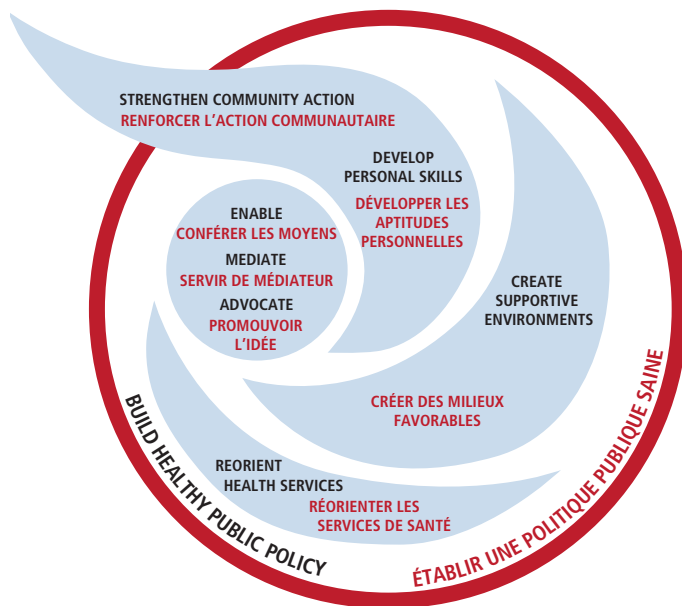 STRENGTHEN COMMUNITY ACTION
RENFORCER L'ACTION COMMUNAUTAIRE
DEVELOP
PERSONAL SKILLS
DÉVELOPPER LES
APTITUDES
PERSONNELLES
ENABLE
CONFÉRER LES MOYENS
MEDIATE
SERVIR DE MÉDIATEUR
ADVOCATE
PROMOUVOIR
L'IDÉE
CREATE
SUPPORTIVE
ENVIRONMENTS
CRÉER DES MILIEUX
FAVORABLES
REORIENT
HEALTH SERVICES
RÉORIENTER LES
SERVICES DE SANTÉ
BUILD HEALTHY PUBLIC POLICY
ÉTABLIR UNE POLITIQUE PUBLIQUE SAINE